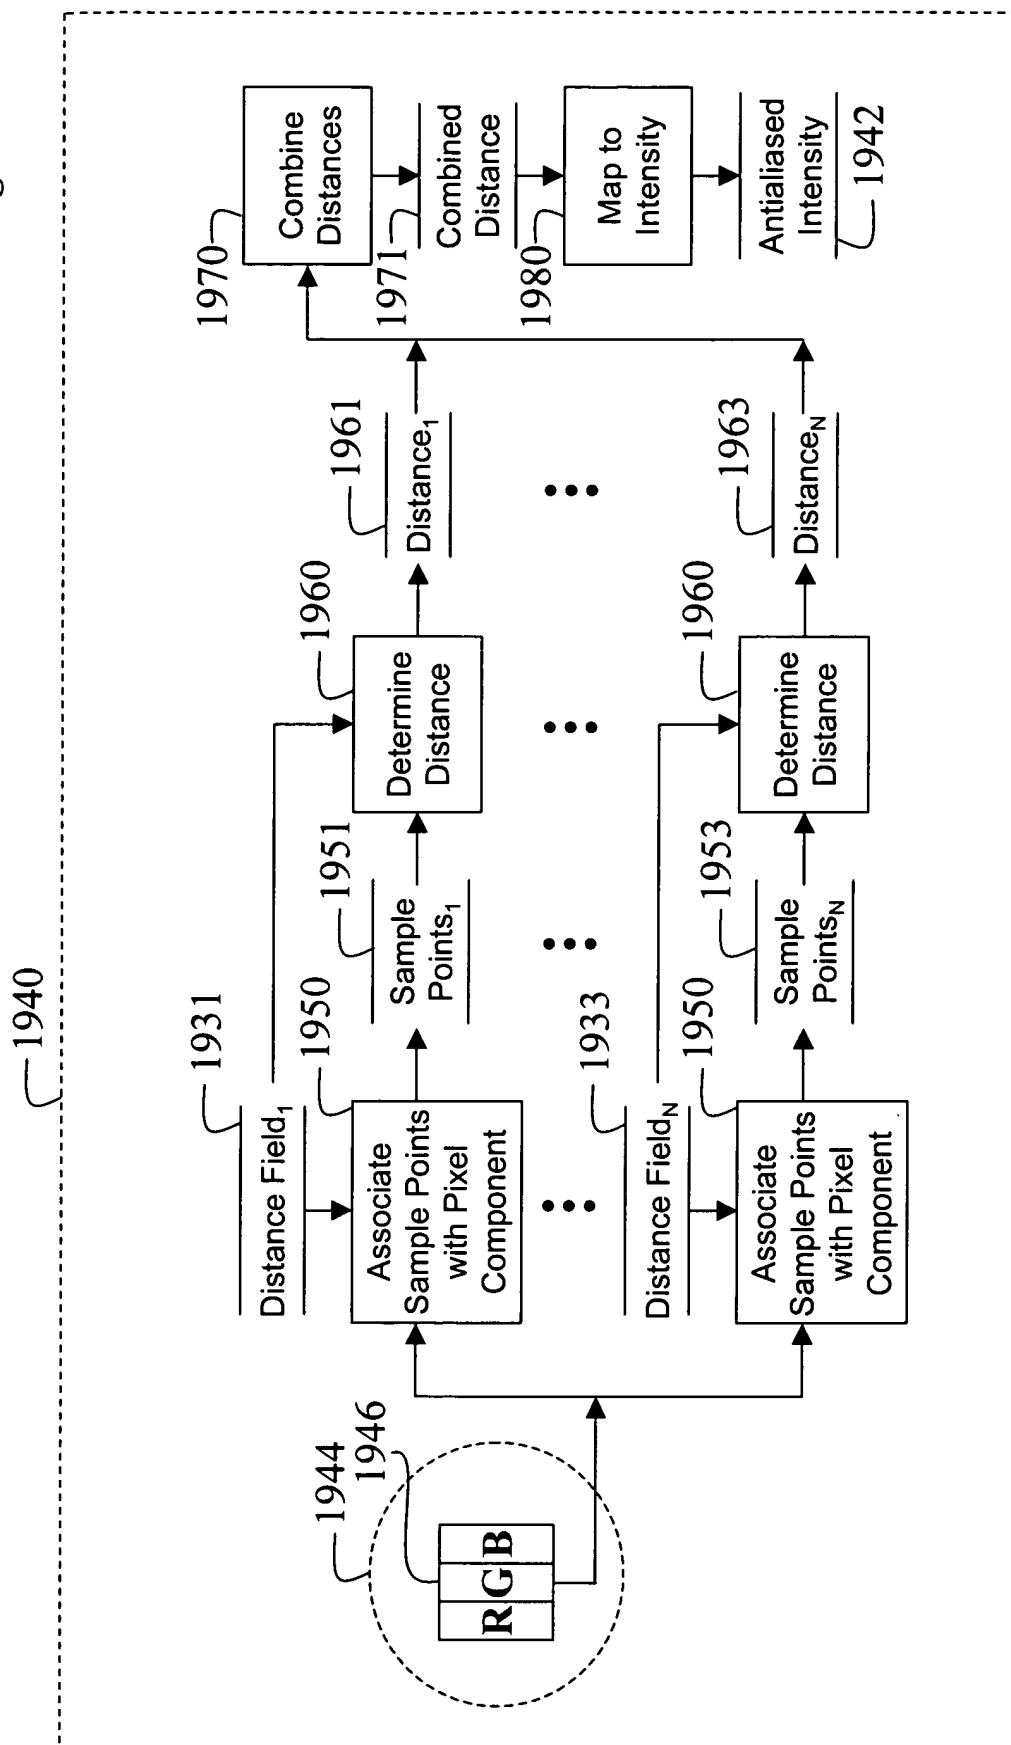 1940
1944
1946
R G B
1931
Distance Field1
1950
Associate
Sample Points
with Pixel
Component
1951
Sample
Points1
1960
Determine
Distance
1961
Distance1
1970
Combine
Distances
1971
Combined
Distance
1980
Map to
Intensity
Antialiased
Intensity
1942
1933
Distance FieldN
1950
Associate
Sample Points
with Pixel
Component
1953
Sample
PointsN
1960
Determine
Distance
1963
DistanceN